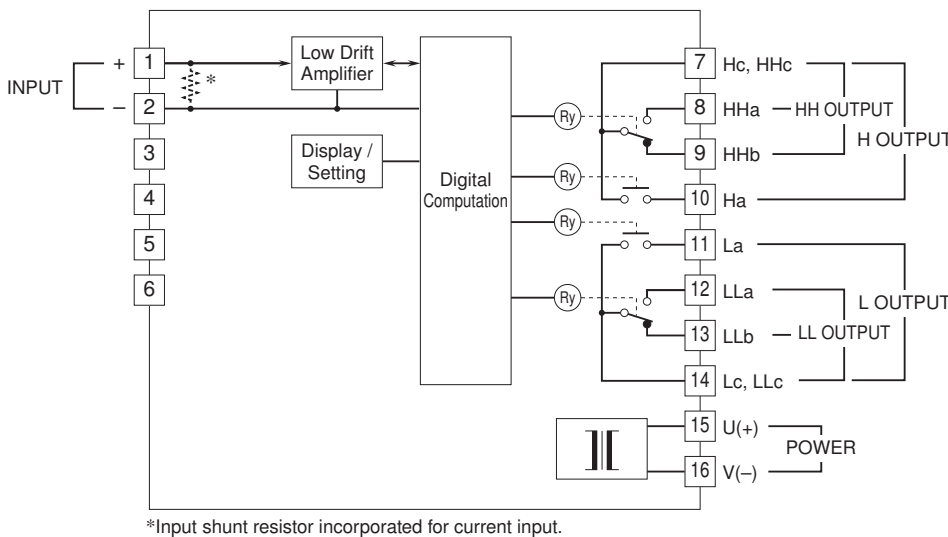 INPUT
+
−
1
2
3
4
5
6
*
Low Drift
Amplifier
Display /
Setting
Digital
Computation
Ry
Ry
Ry
Ry
7 Hc, HHc
8 HHa
9 HHb
10 Ha
11 La
12 LLa
13 LLb
14 Lc, LLc
15 U(+)
16 V(–)
HH OUTPUT
H OUTPUT
L OUTPUT
LL OUTPUT
POWER
*Input shunt resistor incorporated for current input.